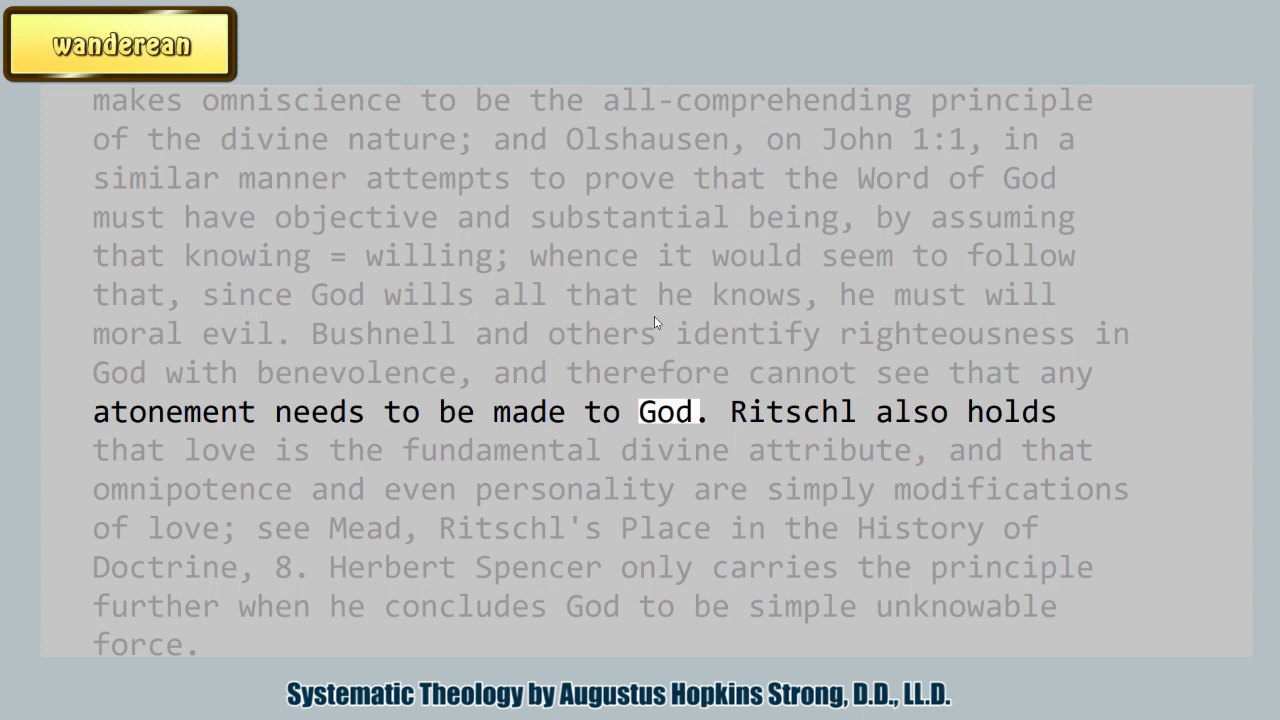 wanderean
makes omniscience to be the all-comprehending principle
of the divine nature; and Olshausen, on John 1:1, in a
similar manner attempts to prove that the Word of God
must have objective and substantial being, by assuming
that knowing = willing; whence it would seem to follow
that, since God wills all that he knows, he must will
moral evil. Bushnell and others identify righteousness in
God with benevolence, and therefore cannot see that any
atonement needs to be made to God. Ritschl also holds
that love is the fundamental divine attribute, and that
omnipotence and even personality are simply modifications
of love; see Mead, Ritschl's Place in the History of
Doctrine, 8. Herbert Spencer only carries the principle
further when he concludes God to be simple unknowable
force.
Systematic Theology by Augustus Hopkins Strong, D.D., LL.D.